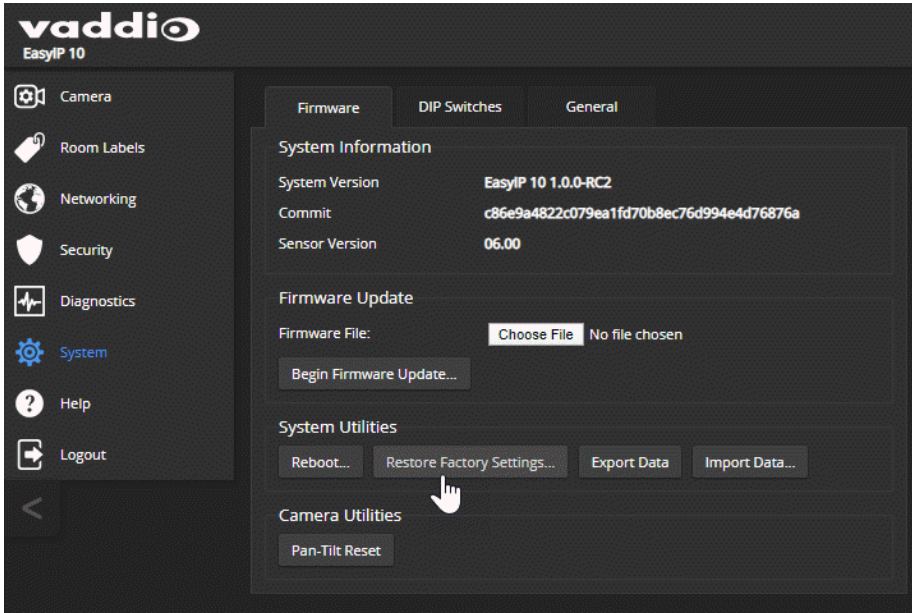 vaddio
EasyIP 10
Camera
Room Labels
Networking
Security
Diagnostics
System
Help
Logout
<
Firmware DIP Switches General
System Information
System Version EasyIP 10 1.0.0-RC2
Commit c86e9a4822c079ea1fd70b8ec76d994e4d76876a
Sensor Version 06.00
Firmware Update
Firmware File: Choose File No file chosen
Begin Firmware Update...
System Utilities
Reboot... Restore Factory Settings... Export Data Import Data...
Camera Utilities
Pan-Tilt Reset